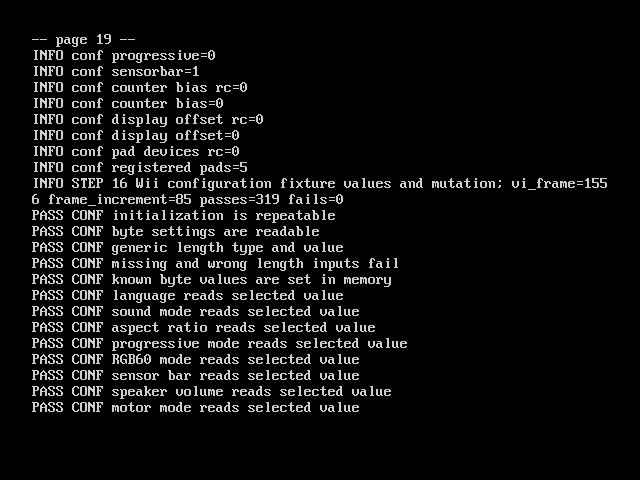 -- page 19 --
INFO conf progressive=0
INFO conf sensorbar=1
INFO conf counter bias rc=0
INFO conf counter bias=0
INFO conf display offset rc=0
INFO conf display offset=0
INFO conf pad devices rc=0
INFO conf registered pads=5
INFO STEP 16 Wii configuration fixture values and mutation; vi_frame=155
6 frame_increment=85 passes=319 fails=0
PASS CONF initialization is repeatable
PASS CONF byte settings are readable
PASS CONF generic length type and value
PASS CONF missing and wrong length inputs fail
PASS CONF known byte values are set in memory
PASS CONF language reads selected value
PASS CONF sound mode reads selected value
PASS CONF aspect ratio reads selected value
PASS CONF progressive mode reads selected value
PASS CONF RGB60 mode reads selected value
PASS CONF sensor bar reads selected value
PASS CONF speaker volume reads selected value
PASS CONF motor mode reads selected value